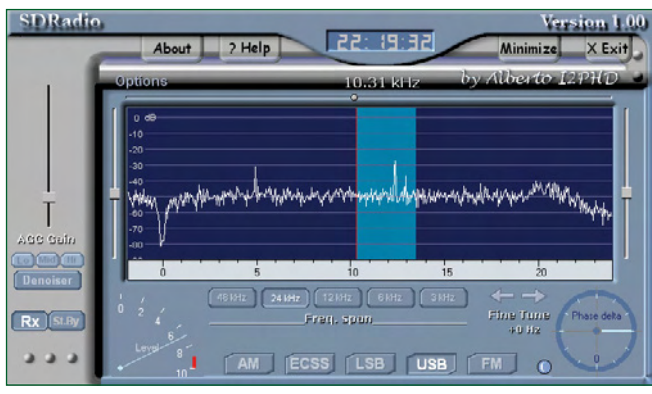 SDRadio
Version 1.00
About
? Help
22:19:32
Minimize
X Exit
Options
10.31 kHz
by Alberto I2PHD
0 dB
-10
-20
-30
-40
-60
-70
-80
0 5 10 15 20
AGC Gain
Lo Mid Hi
Denoiser
Rx St.By
48 kHz 24 kHz 12 kHz 6 kHz 3 kHz
Freq. span
Fine Tune
+0 Hz
Phase delta
0
0 2 4 6 8 10
Level
AM ECSS LSB USB FM